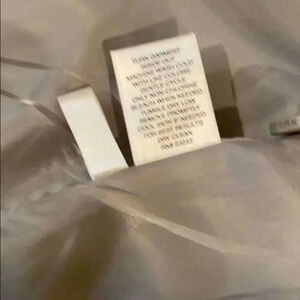 TURN GARMENT
INSIDE OUT
MACHINE WASH COLD
WITH LIKE COLORS
GENTLE CYCLE
ONLY NON-CHLORINE
BLEACH WHEN NEEDED
TUMBLE DRY LOW
REMOVE PROMPTLY
COOL IRON IF NEEDED
FOR BEST RESULTS
DRY CLEAN